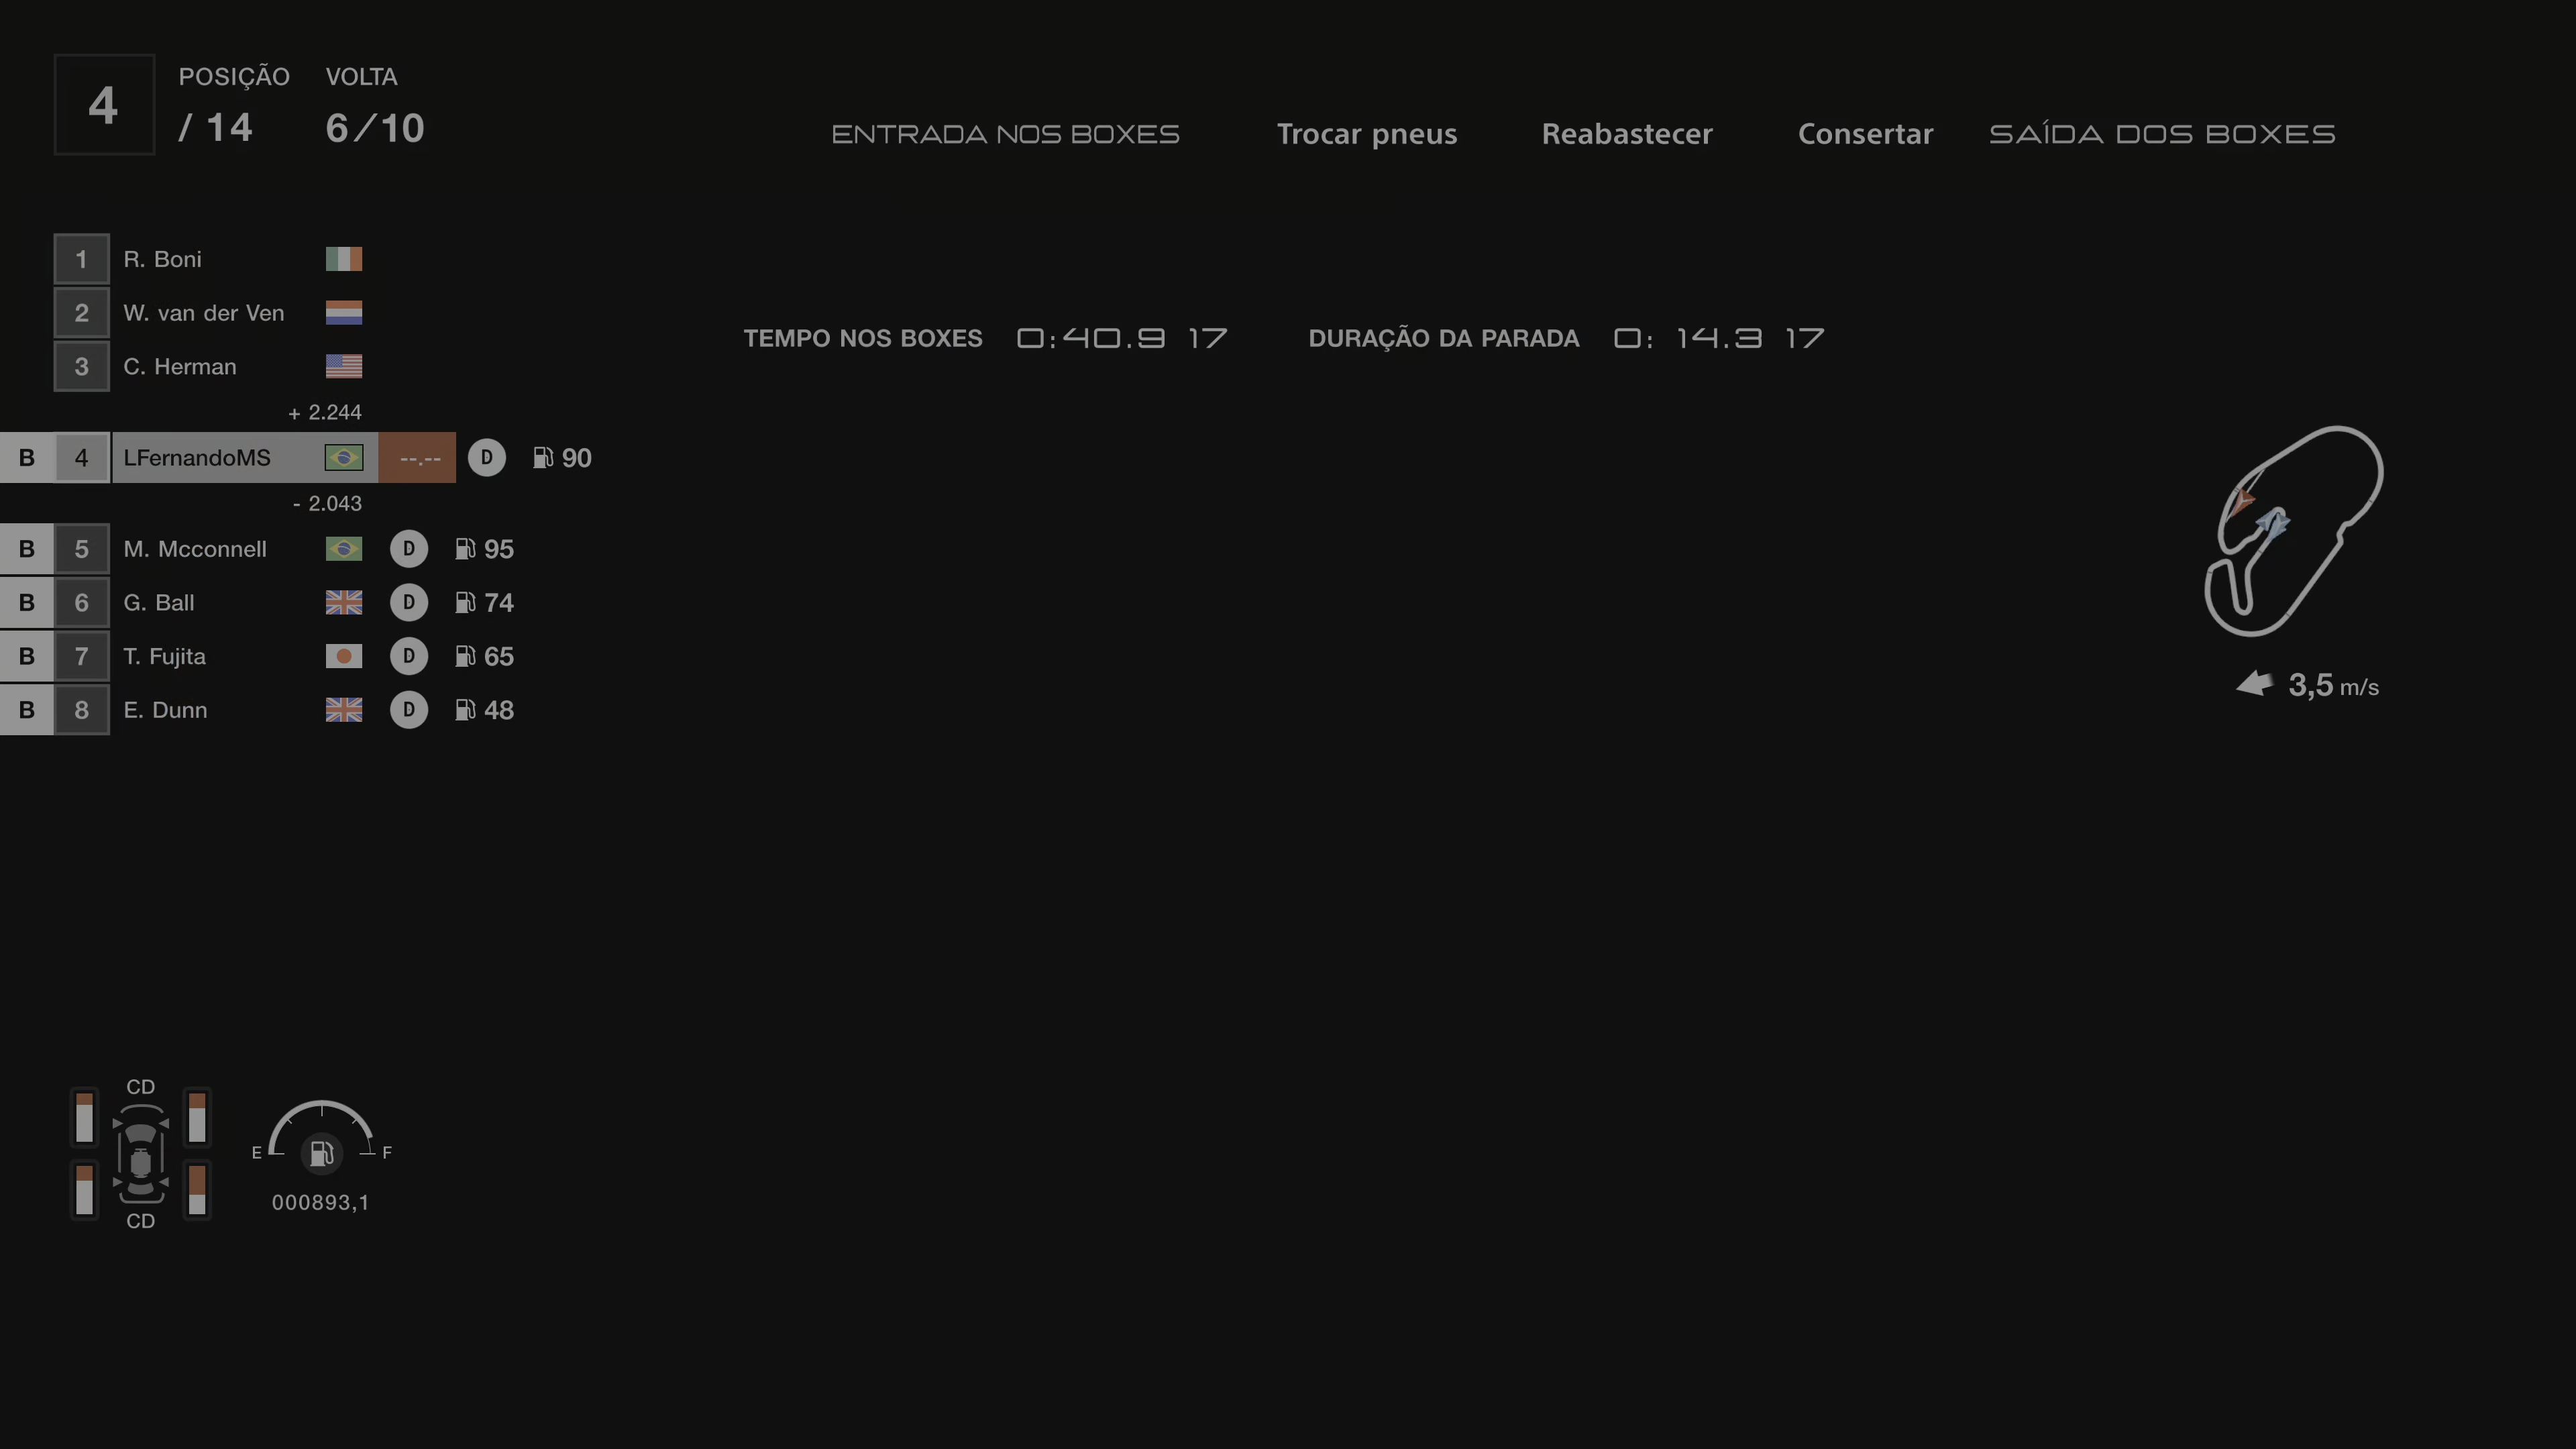 4
POSIÇÃO VOLTA
/ 14 6/10
ENTRADA NOS BOXES Trocar pneus Reabastecer Consertar SAÍDA DOS BOXES
1 R. Boni
2 W. van der Ven
3 C. Herman
+ 2.244
B 4 LFernandoMS --.-- D 90
- 2.043
B 5 M. Mcconnell D 95
B 6 G. Ball D 74
B 7 T. Fujita D 65
B 8 E. Dunn D 48
TEMPO NOS BOXES 0:40.9 17 DURAÇÃO DA PARADA 0: 14.3 17
3,5 m/s
CD
CD
E F
000893,1